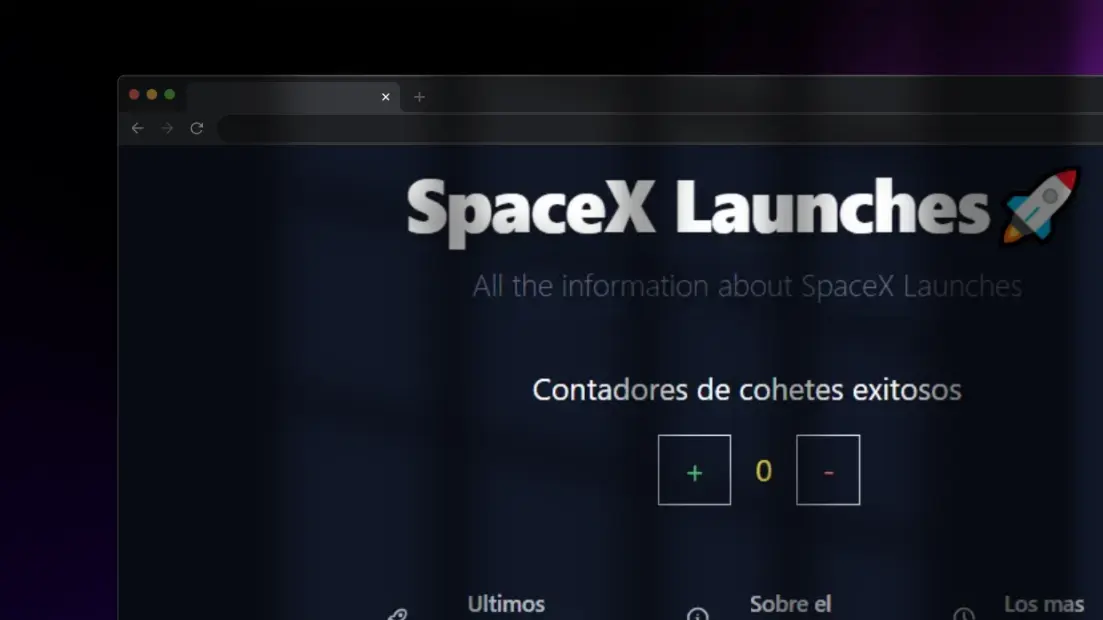 SpaceX Launches🚀
All the information about SpaceX Launches
Contadores de cohetes exitosos
+ 0 -
Ultimos
Sobre el
Los mas